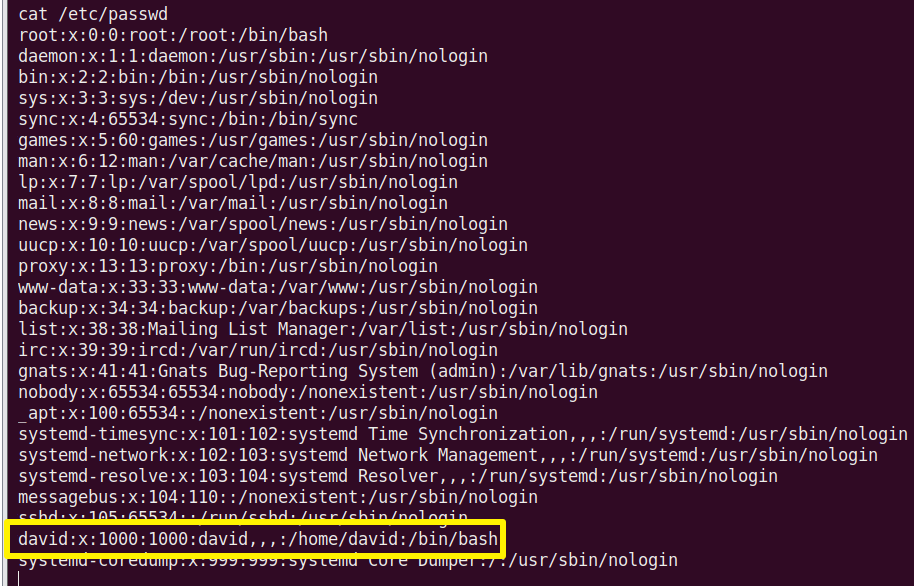 cat /etc/passwd
root:x:0:0:root:/root:/bin/bash
daemon:x:1:1:daemon:/usr/sbin:/usr/sbin/nologin
bin:x:2:2:bin:/bin:/usr/sbin/nologin
sys:x:3:3:sys:/dev:/usr/sbin/nologin
sync:x:4:65534:sync:/bin:/bin/sync
games:x:5:60:games:/usr/games:/usr/sbin/nologin
man:x:6:12:man:/var/cache/man:/usr/sbin/nologin
lp:x:7:7:lp:/var/spool/lpd:/usr/sbin/nologin
mail:x:8:8:mail:/var/mail:/usr/sbin/nologin
news:x:9:9:news:/var/spool/news:/usr/sbin/nologin
uucp:x:10:10:uucp:/var/spool/uucp:/usr/sbin/nologin
proxy:x:13:13:proxy:/bin:/usr/sbin/nologin
www-data:x:33:33:www-data:/var/www:/usr/sbin/nologin
backup:x:34:34:backup:/var/backups:/usr/sbin/nologin
list:x:38:38:Mailing List Manager:/var/list:/usr/sbin/nologin
irc:x:39:39:ircd:/var/run/ircd:/usr/sbin/nologin
gnats:x:41:41:Gnats Bug-Reporting System (admin):/var/lib/gnats:/usr/sbin/nologin
nobody:x:65534:65534:nobody:/nonexistent:/usr/sbin/nologin
_apt:x:100:65534::/nonexistent:/usr/sbin/nologin
systemd-timesync:x:101:102:systemd Time Synchronization,,,:/run/systemd:/usr/sbin/nologin
systemd-network:x:102:103:systemd Network Management,,,:/run/systemd:/usr/sbin/nologin
systemd-resolve:x:103:104:systemd Resolver,,,:/run/systemd:/usr/sbin/nologin
messagebus:x:104:110::/nonexistent:/usr/sbin/nologin
sshd:x:105:65534::/run/sshd:/usr/sbin/nologin
david:x:1000:1000:david,,,:/home/david:/bin/bash
systemd-coredump:x:999:999:systemd Core Dumper:/:/usr/sbin/nologin